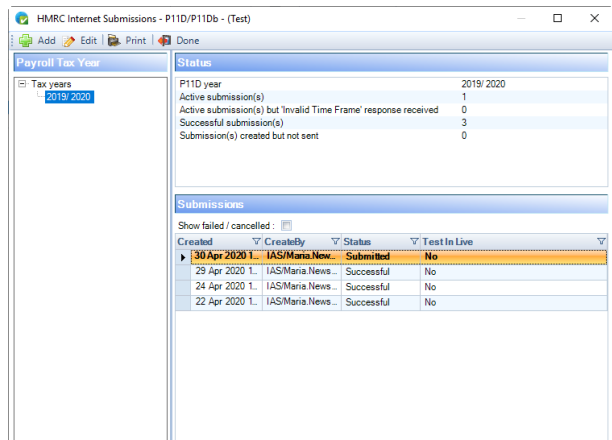 HMRC Internet Submissions - P11D/P11Db - (Test)
Add Edit Print Done
Payroll Tax Year
Tax years
2019/2020
Status
P11D year 2019/2020
Active submission(s) 1
Active submission(s) but 'Invalid Time Frame' response received 0
Successful submission(s) 3
Submission(s) created but not sent 0
Submissions
Show failed / cancelled :
Created CreateBy Status Test In Live
30 Apr 2020 1... IAS/Maria.New... Submitted No
29 Apr 2020 1... IAS/Maria.News... Successful No
24 Apr 2020 1... IAS/Maria.News... Successful No
22 Apr 2020 1... IAS/Maria.News... Successful No